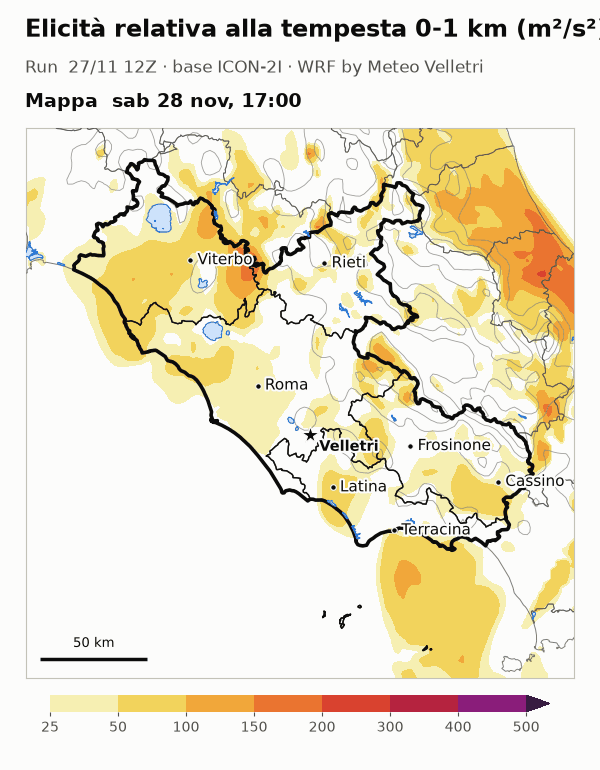 Elicità relativa alla tempesta 0-1 km (m²/s²)
Run  27/11 12Z · base ICON-2I · WRF by Meteo Velletri
Mappa  sab 28 nov, 17:00
Viterbo
Rieti
Roma
Velletri
Frosinone
Latina
Cassino
Terracina
50 km
25 50 100 150 200 300 400 500